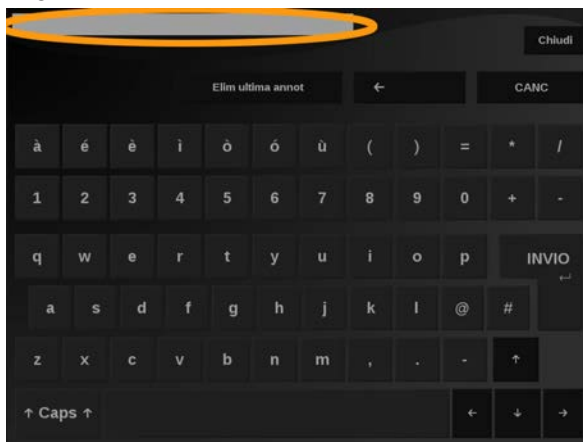 Chiudi
Elim ultima annot ← CANC
à é è ì ò ó ù ( ) = * /
1 2 3 4 5 6 7 8 9 0 + -
q w e r t y u i o p INVIO ↵
a s d f g h j k l @ #
z x c v b n m , . - ↑
↑ Caps ↑ ← ↓ →